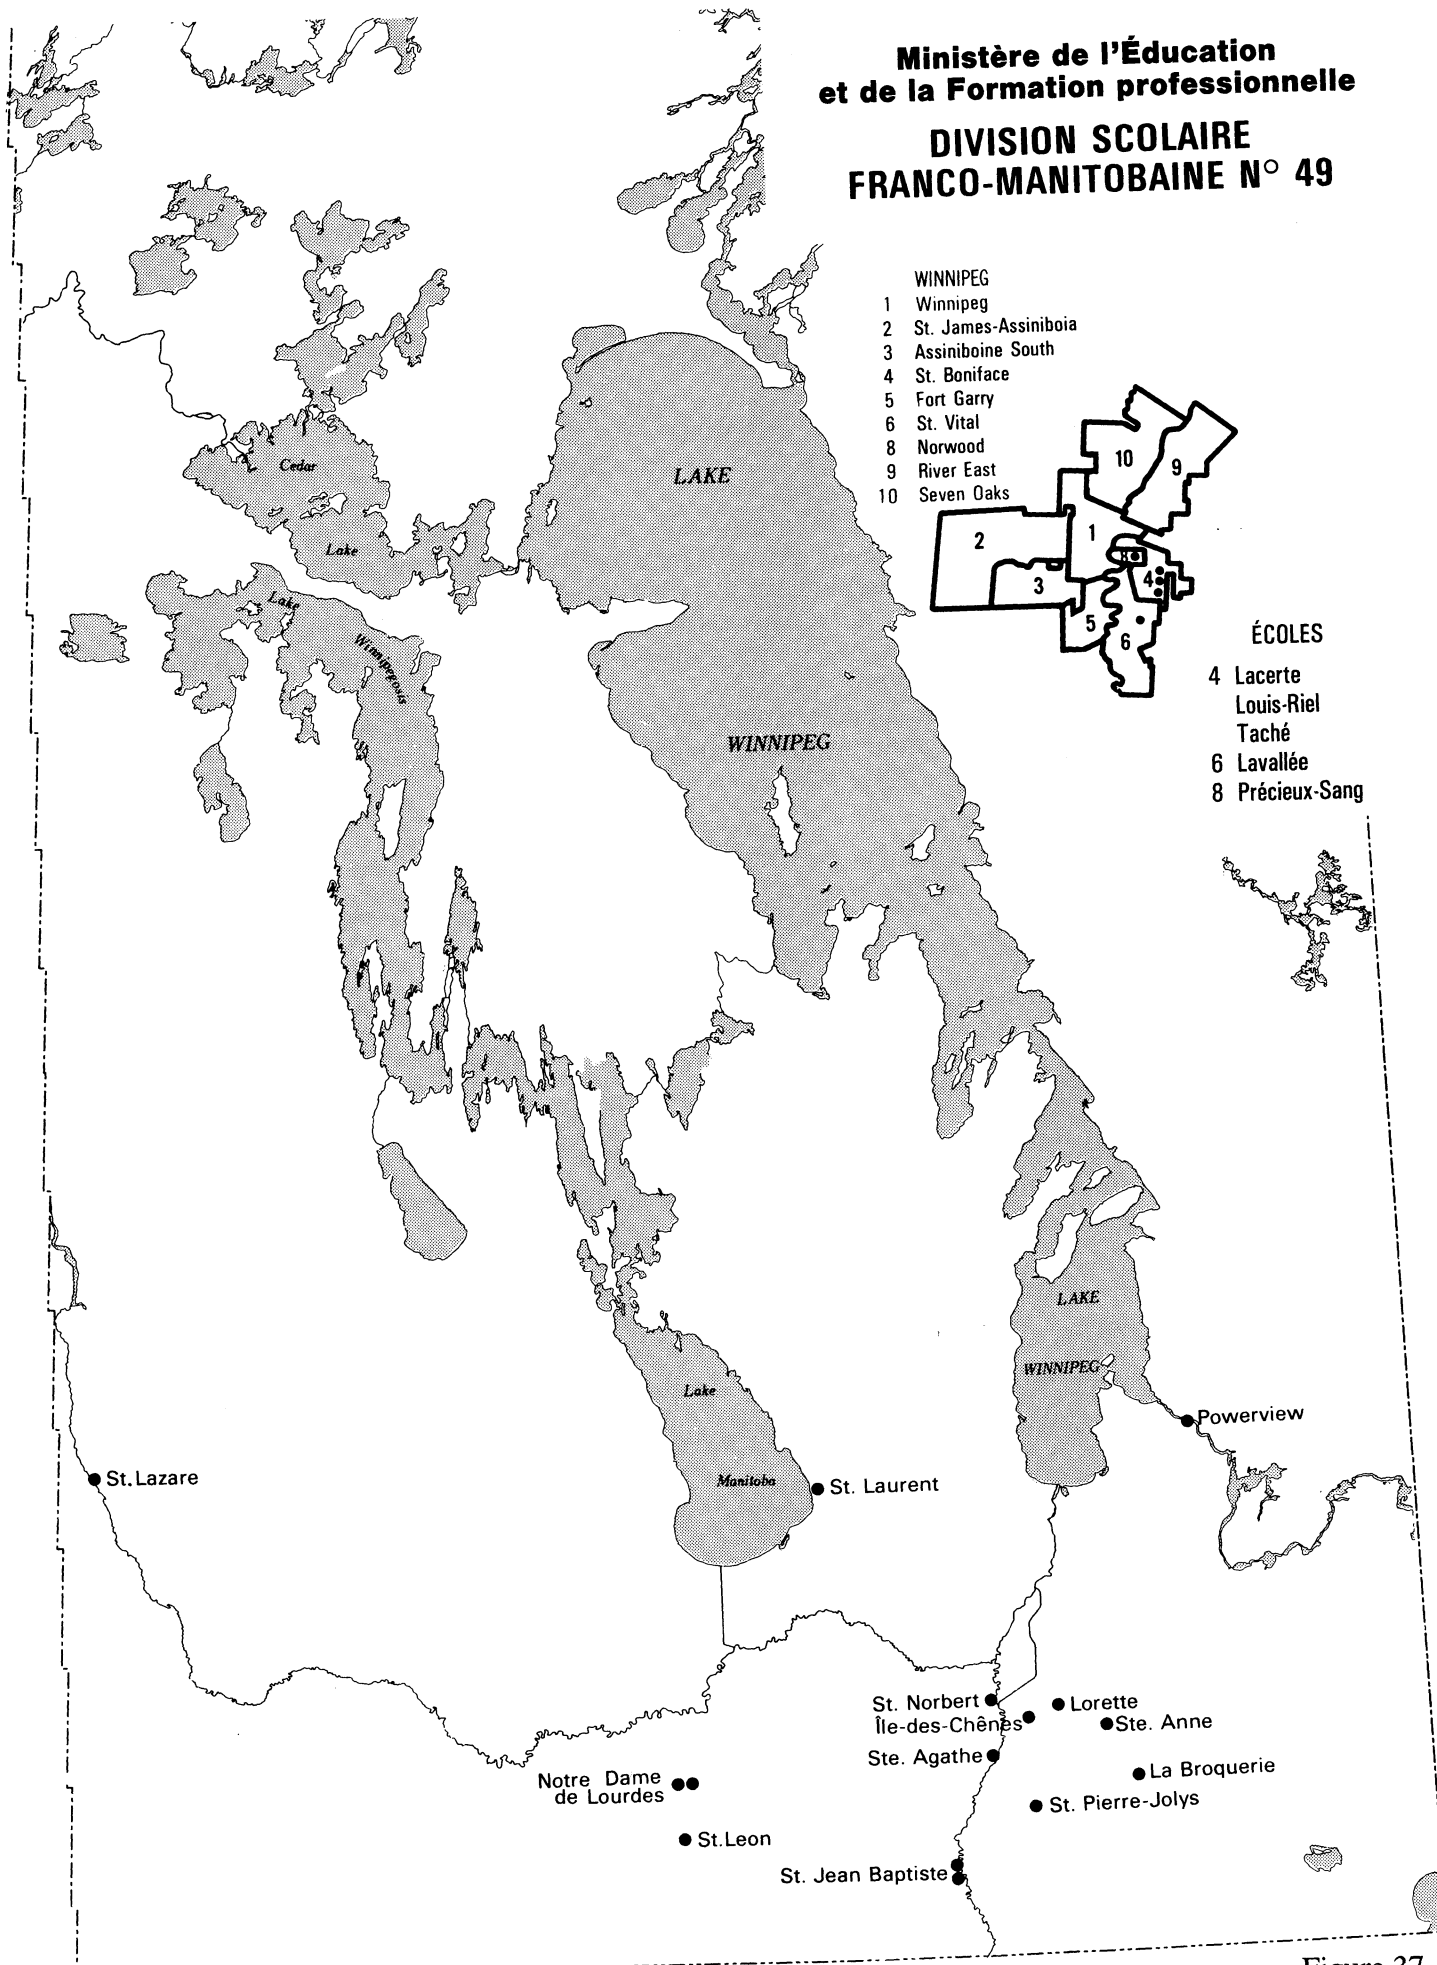 Ministère de l'Éducation
et de la Formation professionnelle
DIVISION SCOLAIRE
FRANCO-MANITOBAINE N° 49
WINNIPEG
1 Winnipeg
2 St. James-Assiniboia
3 Assiniboine South
4 St. Boniface
5 Fort Garry
6 St. Vital
8 Norwood
9 River East
10 Seven Oaks
10
9
2
1
8
3
4
5
6
ÉCOLES
4 Lacerte
Louis-Riel
Taché
6 Lavallée
8 Précieux-Sang
Cedar
Lake
LAKE
WINNIPEG
Lake
Winnipegosis
LAKE
WINNIPEG
Lake
Manitoba
Powerview
St. Lazare
St. Laurent
St. Norbert
Lorette
Île-des-Chênes
Ste. Anne
Ste. Agathe
La Broquerie
Notre Dame
de Lourdes
St. Pierre-Jolys
St. Leon
St. Jean Baptiste
Figure 37